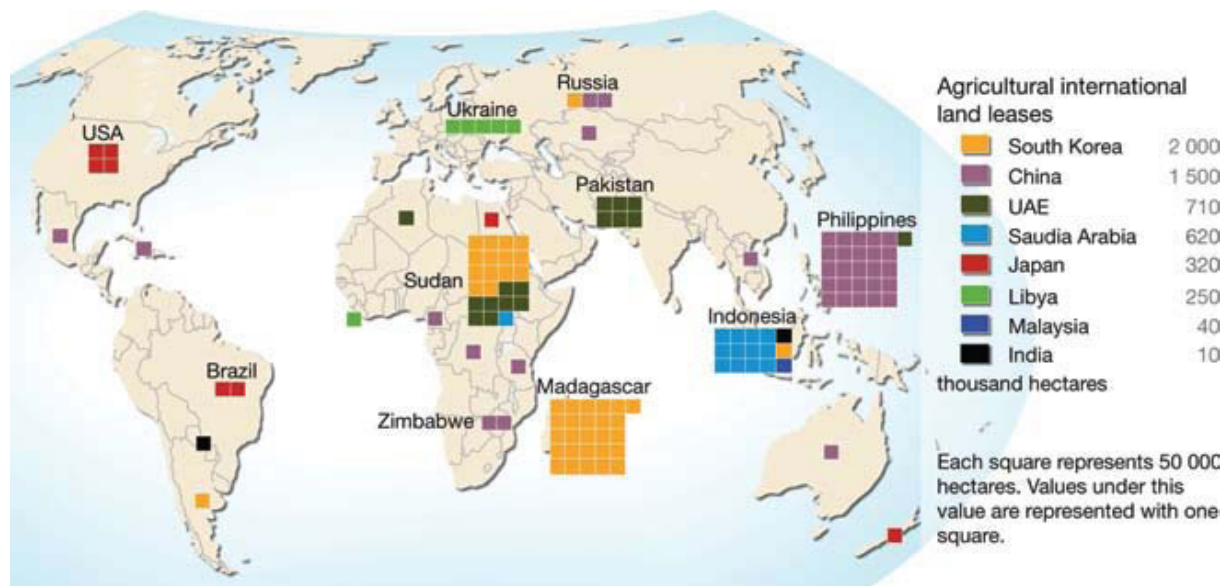 Russia
Ukraine
USA
Pakistan
Philippines
Sudan
Indonesia
Brazil
Madagascar
Zimbabwe
Agricultural international
land leases
South Korea 2 000
China 1 500
UAE 710
Saudia Arabia 620
Japan 320
Libya 250
Malaysia 40
India 10
thousand hectares
Each square represents 50 000
hectares. Values under this
value are represented with one
square.